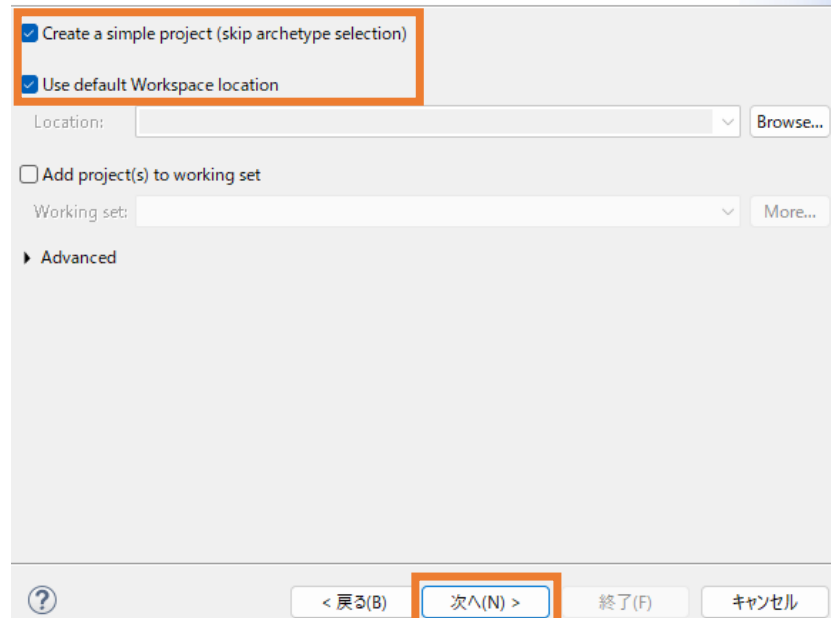 Create a simple project (skip archetype selection)
Use default Workspace location
Location:
Browse...
Add project(s) to working set
Working set:
More...
Advanced
?
< 戻る(B)
次へ(N) >
終了(F)
キャンセル